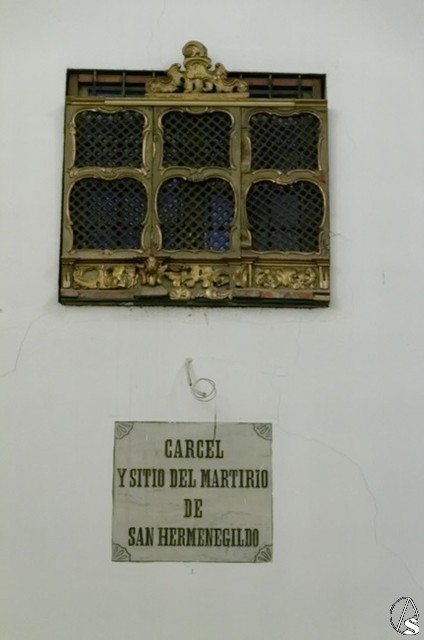 CARCEL
Y SITIO DEL MARTIRIO
DE
SAN HERMENEGILDO